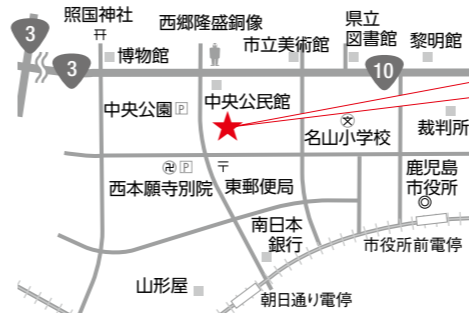 3
照国神社
西郷隆盛銅像
県立
図書館
黎明館
博物館
市立美術館
3
10
中央公民館
中央公園 P
文
名山小学校
裁判所
卍 P
〒
西本願寺別院
東郵便局
鹿児島
市役所
南日本
銀行
市役所前電停
山形屋
朝日通り電停